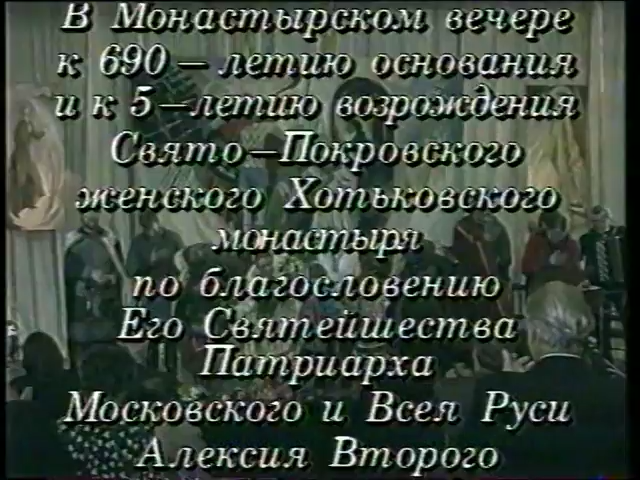 В Монастырском вечере
к 690 – летию основания
и к 5 –летию возрождения
Свято–Покровского
женского Хотьковского
монастыря
по благословению
Его Святейшества
Патриарха
Московского и Всея Руси
Алексия Второго